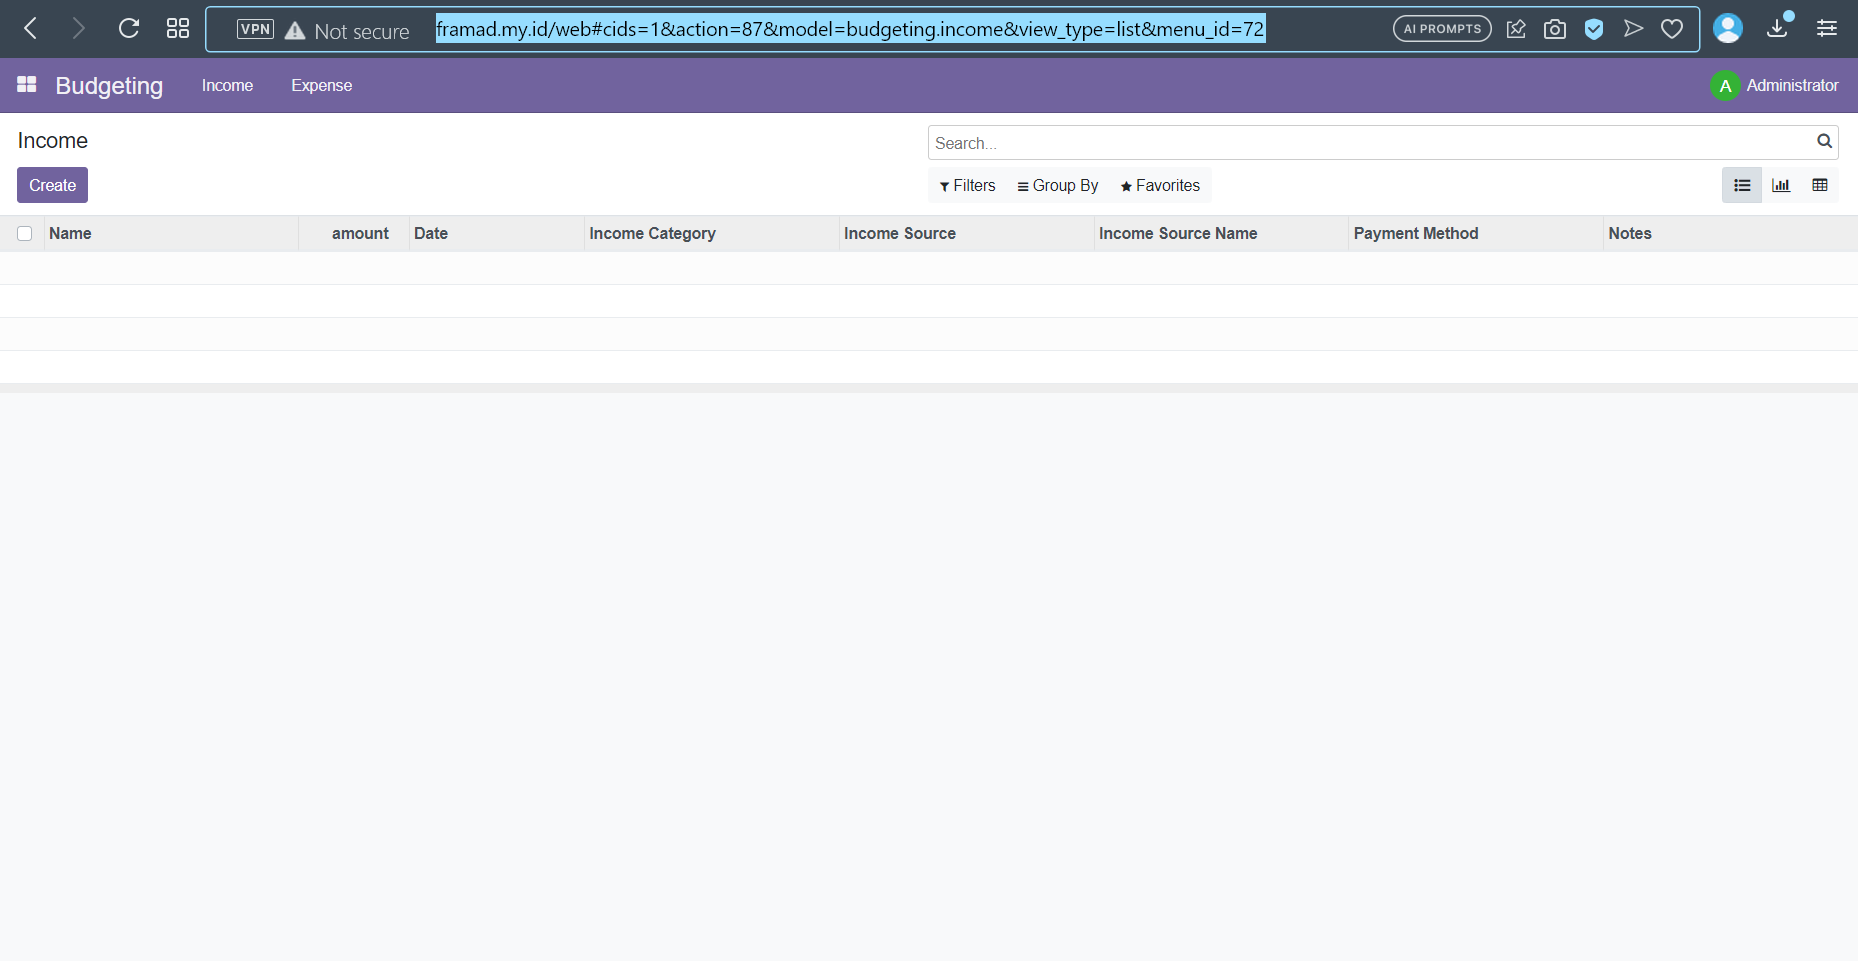 VPN Not secure framad.my.id/web#cids=1&action=87&model=budgeting.income&view_type=list&menu_id=72 AI PROMPTS
Budgeting Income Expense A Administrator
Income
Search...
Create Filters Group By Favorites
Name amount Date Income Category Income Source Income Source Name Payment Method Notes